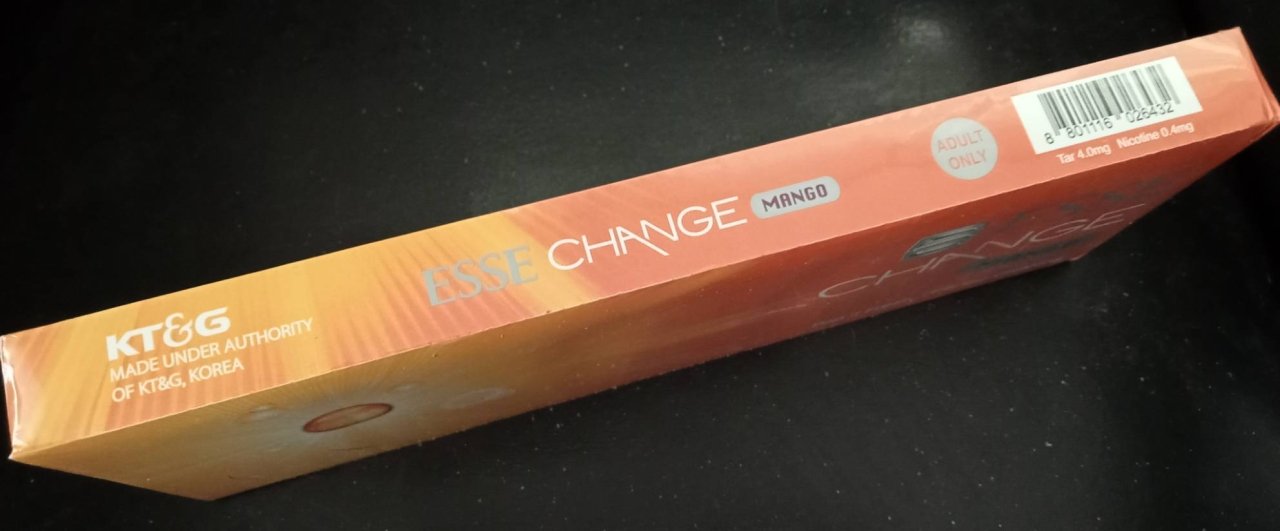 KT&G
MADE UNDER AUTHORITY
OF KT&G, KOREA
ESSE CHANGE MANGO
ADULT
ONLY
8 801116 026432
Tar 4.0mg Nicotine 0.4mg
CHANGE